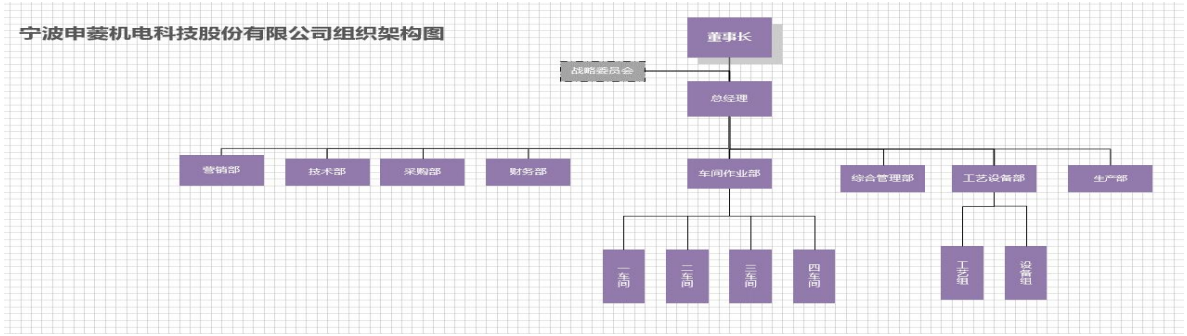 宁波申菱机电科技股份有限公司组织架构图
董事长
战略委员会
总经理
营销部
技术部
采购部
财务部
车间作业部
综合管理部
工艺设备部
生产部
一车间
二车间
三车间
四车间
工艺组
设备组